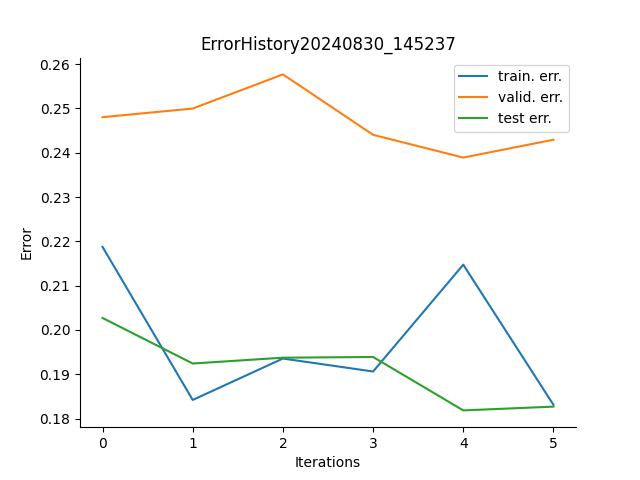 ErrorHistory20240830_145237
train. err.
valid. err.
test err.
Error
0.26
0.25
0.24
0.23
0.22
0.21
0.20
0.19
0.18
0 1 2 3 4 5
Iterations